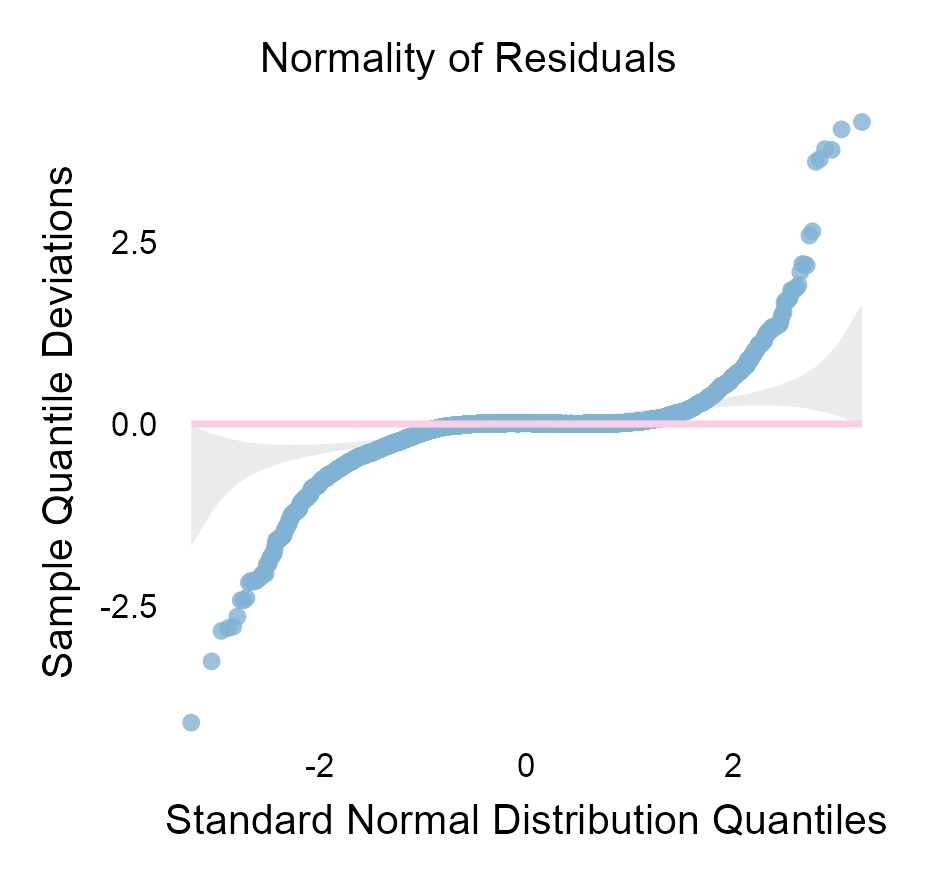 Normality of Residuals
Sample Quantile Deviations
2.5
0.0
-2.5
-2
0
2
Standard Normal Distribution Quantiles